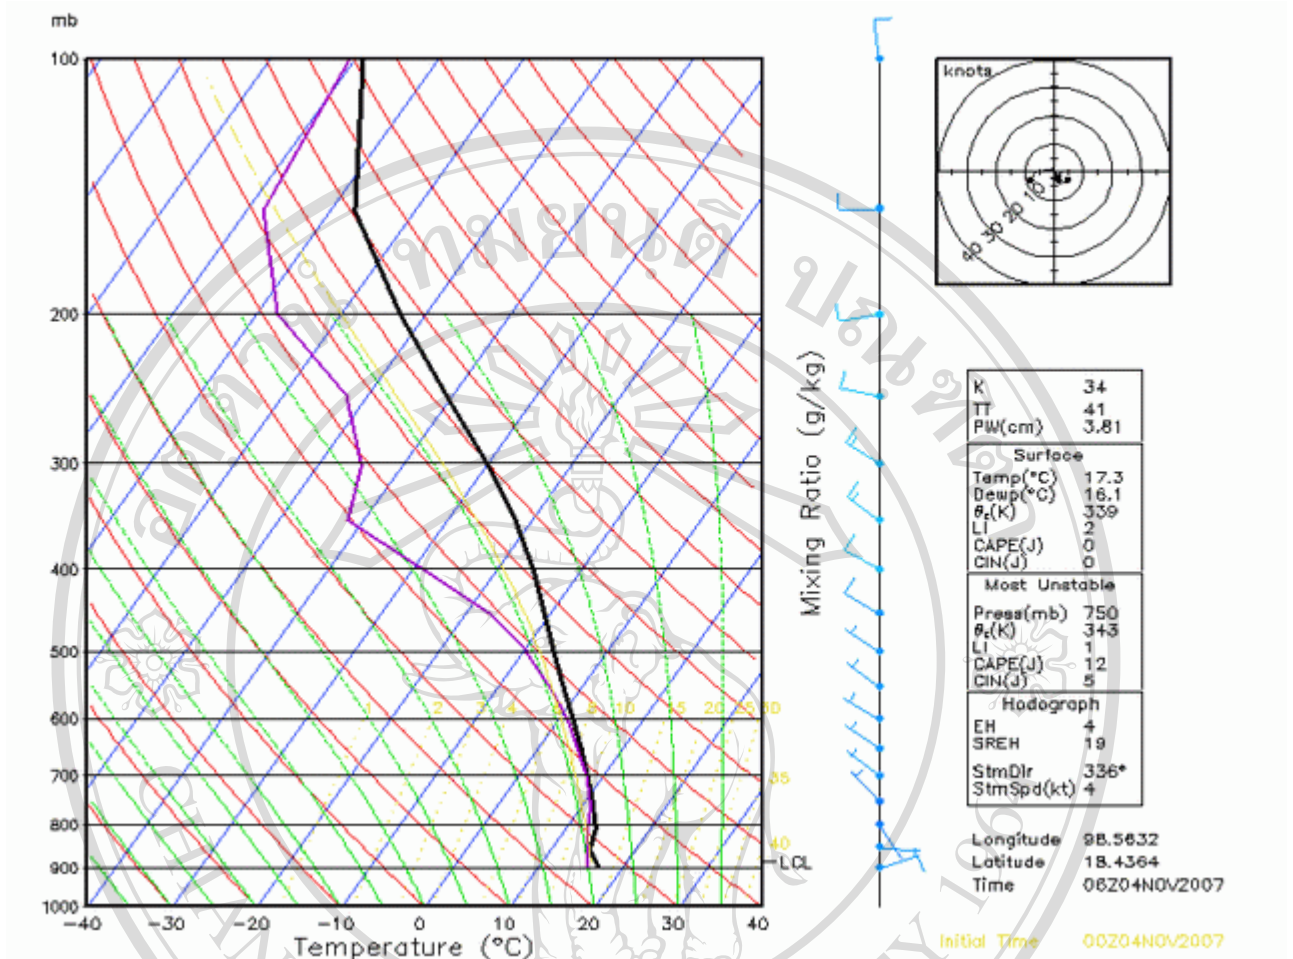 mb
100
200
300
400
500
600
700
800
900
1000
-40
-30
-20
-10
0
10
20
30
40
Temperature (°C)
1
2
3
4
8
10
15
20
25
30
35
40
LCL
Mixing Ratio (g/kg)
knots
10
20
30
40
K 34
TT 41
PW(cm) 3.81
Surface
Temp(°C) 17.3
Dewp(°C) 16.1
θE(K) 339
LI 2
CAPE(J) 0
CIN(J) 0
Most Unstable
Press(mb) 750
θE(K) 343
LI 1
CAPE(J) 12
CIN(J) 5
Hodograph
EH 4
SREH 19
StmDir 336°
StmSpd(kt) 4
Longitude 98.5632
Latitude 18.4364
Time 06Z04NOV2007
Initial Time 00Z04NOV2007